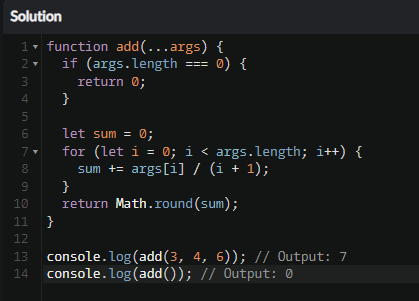 Solution
1 function add(...args) {
2   if (args.length === 0) {
3     return 0;
4   }
5
6   let sum = 0;
7   for (let i = 0; i < args.length; i++) {
8     sum += args[i] / (i + 1);
9   }
10   return Math.round(sum);
11 }
12
13 console.log(add(3, 4, 6)); // Output: 7
14 console.log(add()); // Output: 0